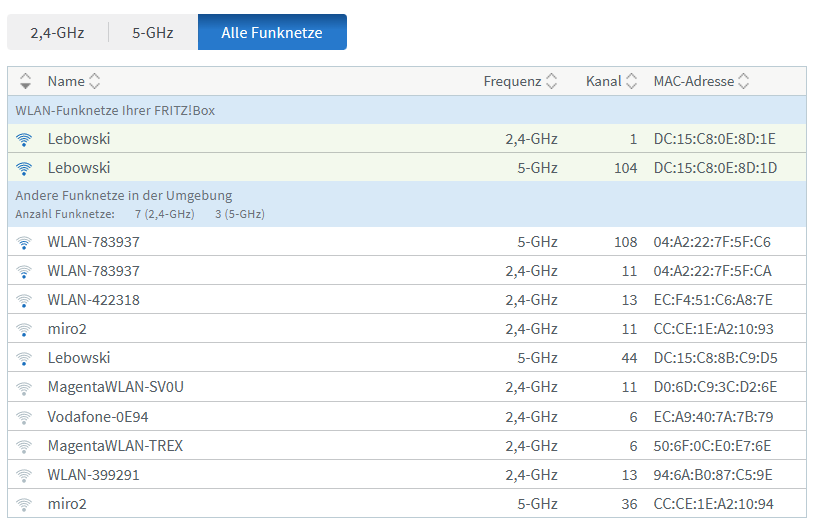 2,4-GHz 5-GHz Alle Funknetze
Name Frequenz Kanal MAC-Adresse
WLAN-Funknetze Ihrer FRITZ!Box
Lebowski 2,4-GHz 1 DC:15:C8:0E:8D:1E
Lebowski 5-GHz 104 DC:15:C8:0E:8D:1D
Andere Funknetze in der Umgebung
Anzahl Funknetze: 7 (2,4-GHz) 3 (5-GHz)
WLAN-783937 5-GHz 108 04:A2:22:7F:5F:C6
WLAN-783937 2,4-GHz 11 04:A2:22:7F:5F:CA
WLAN-422318 2,4-GHz 13 EC:F4:51:C6:A8:7E
miro2 2,4-GHz 11 CC:CE:1E:A2:10:93
Lebowski 5-GHz 44 DC:15:C8:8B:C9:D5
MagentaWLAN-SV0U 2,4-GHz 11 D0:6D:C9:3C:D2:6E
Vodafone-0E94 2,4-GHz 6 EC:A9:40:7A:7B:79
MagentaWLAN-TREX 2,4-GHz 6 50:6F:0C:E0:E7:6E
WLAN-399291 2,4-GHz 13 94:6A:B0:87:C5:9E
miro2 5-GHz 36 CC:CE:1E:A2:10:94